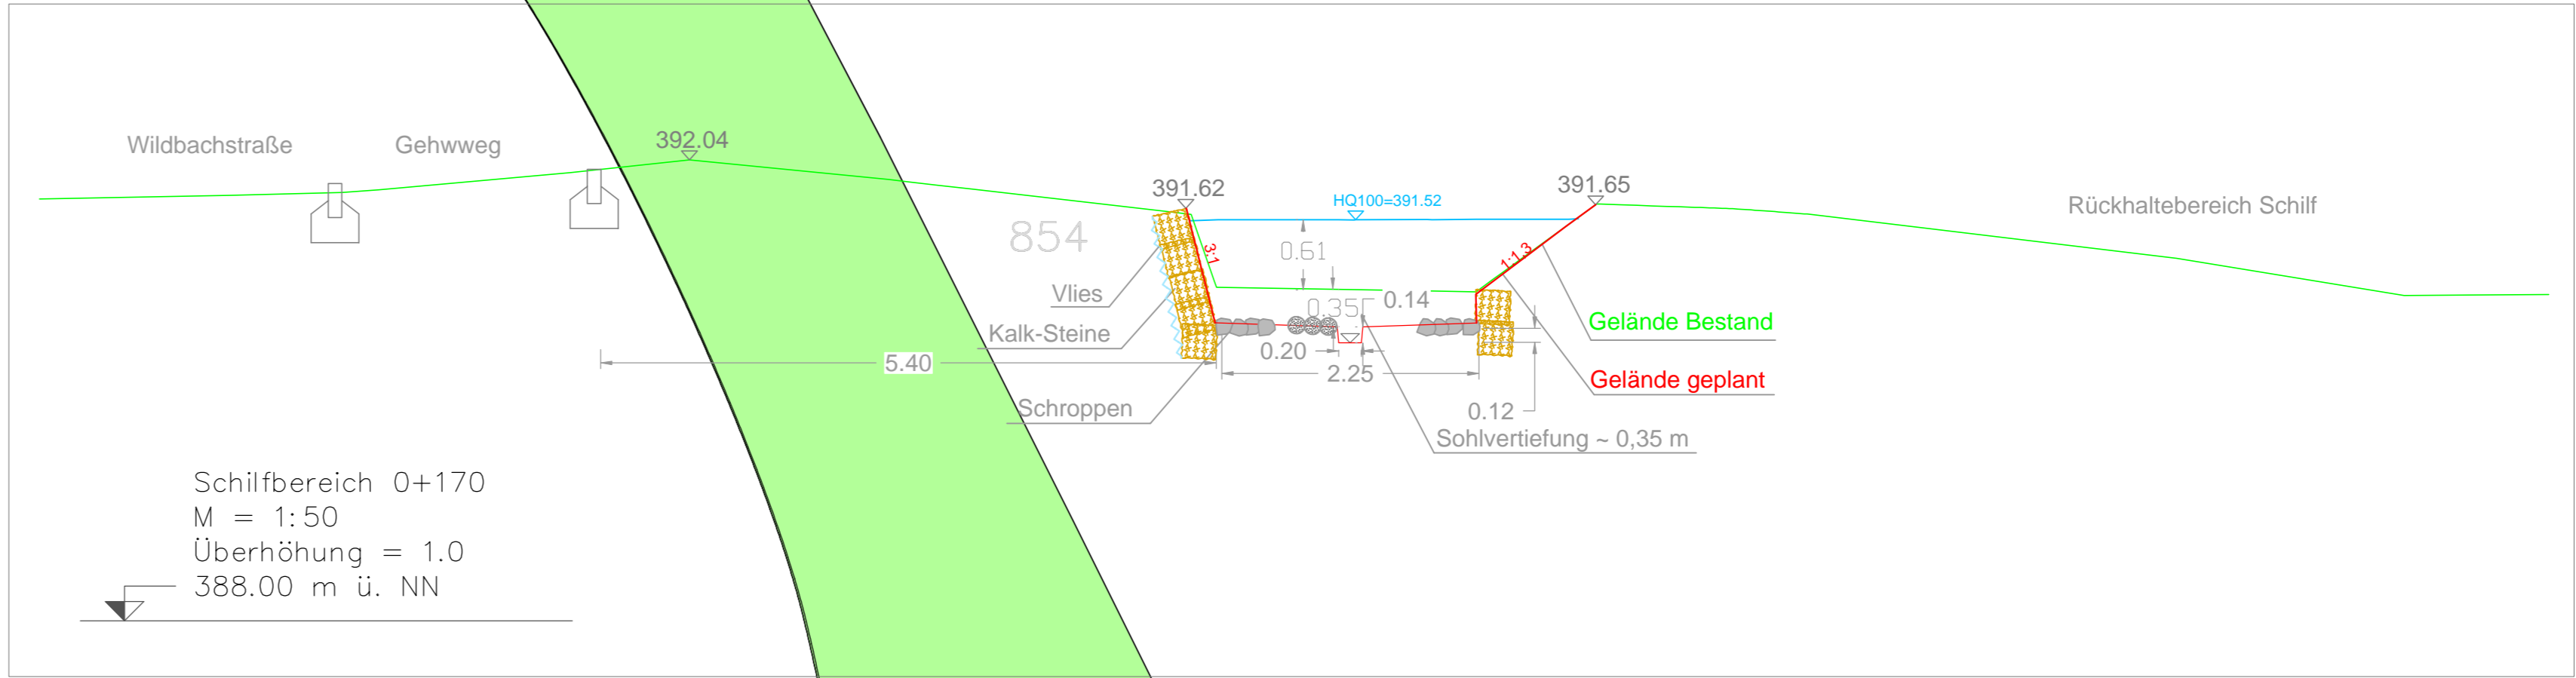 Wildbachstraße
Gehwweg
392.04
391.62
HQ100=391.52
391.65
Rückhaltebereich Schilf
854
3:1
0.61
1:1,3
Vlies
0.35
0.14
Kalk-Steine
Gelände Bestand
0.20
5.40
2.25
Gelände geplant
Schroppen
0.12
Sohlvertiefung ~ 0,35 m
Schilfbereich 0+170
M = 1:50
Überhöhung = 1.0
388.00 m ü. NN